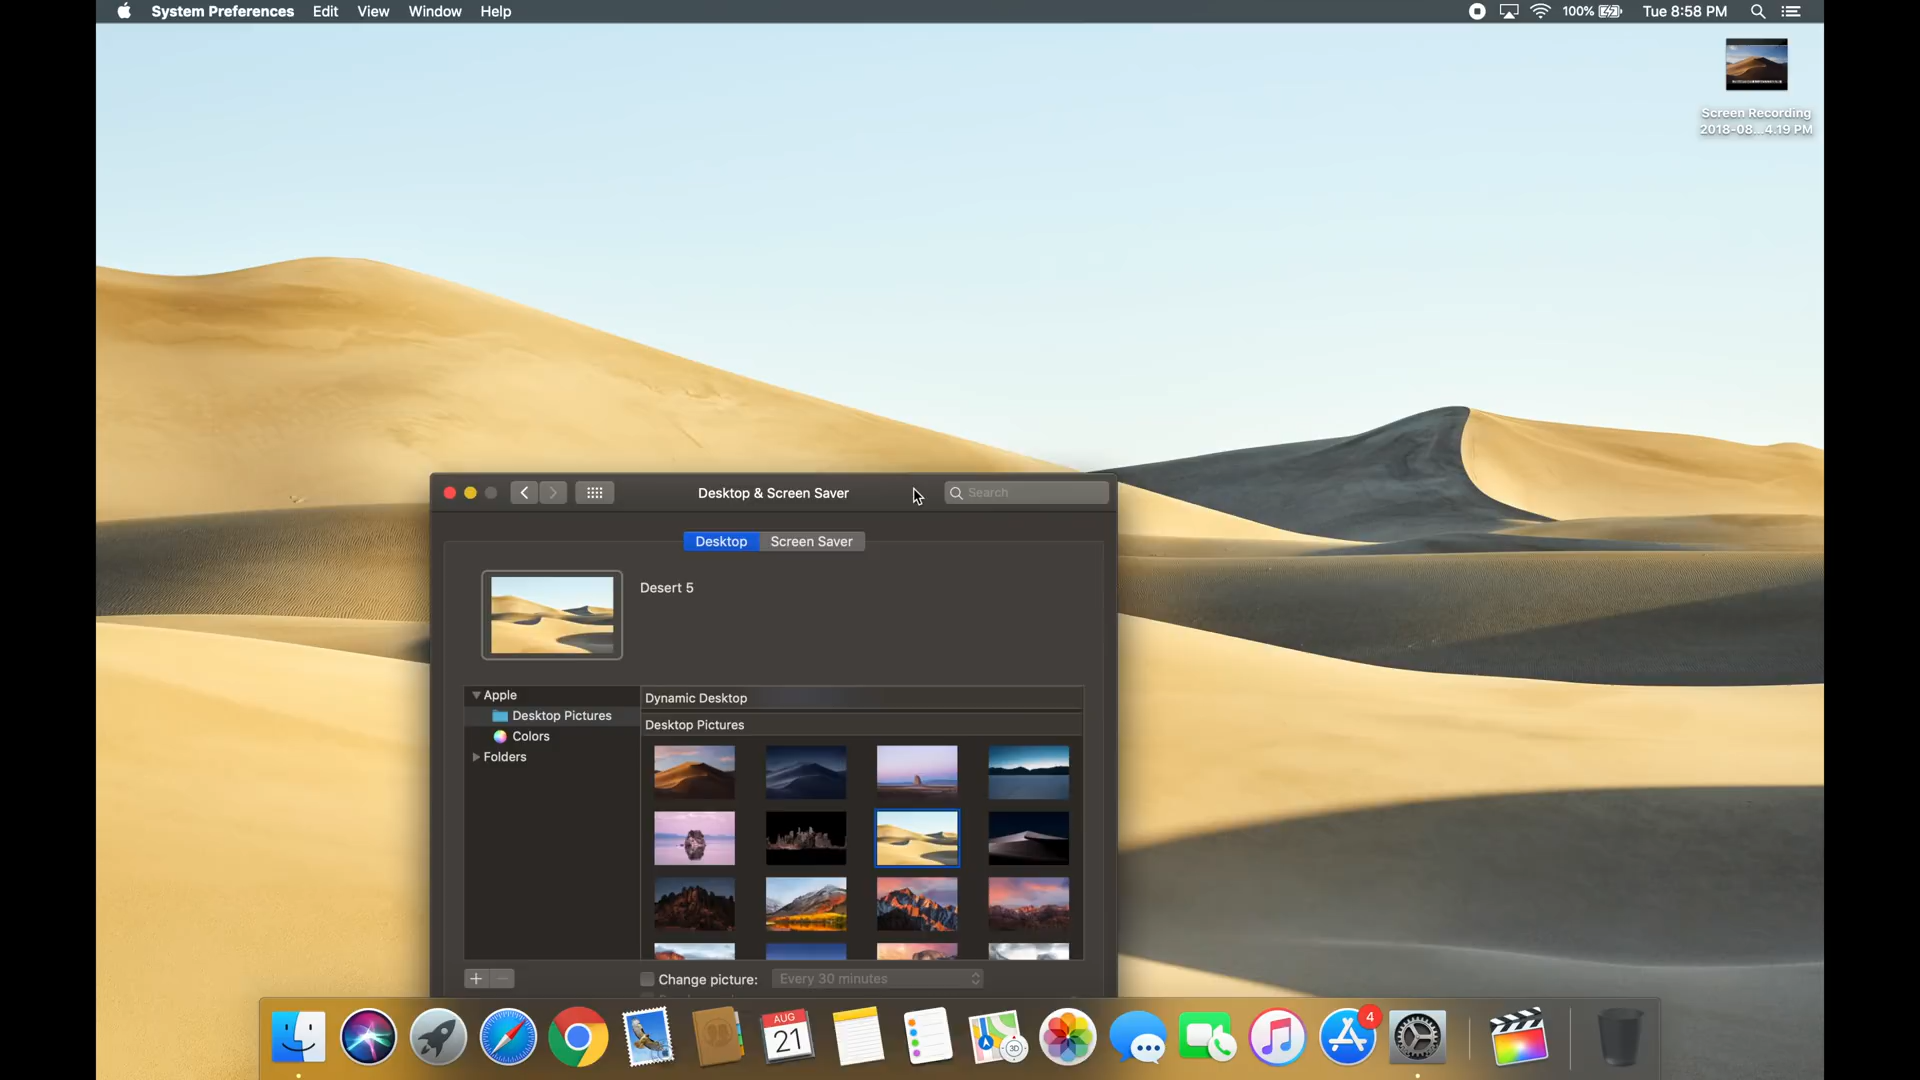 System Preferences Edit View Window Help 100% Tue 8:58 PM
Screen Recording
2018-08...4.19 PM
Desktop & Screen Saver Search
Desktop Screen Saver
Desert 5
Apple
Desktop Pictures
Colors
Folders
Dynamic Desktop
Desktop Pictures
Change picture: Every 30 minutes
AUG
21
3D
4